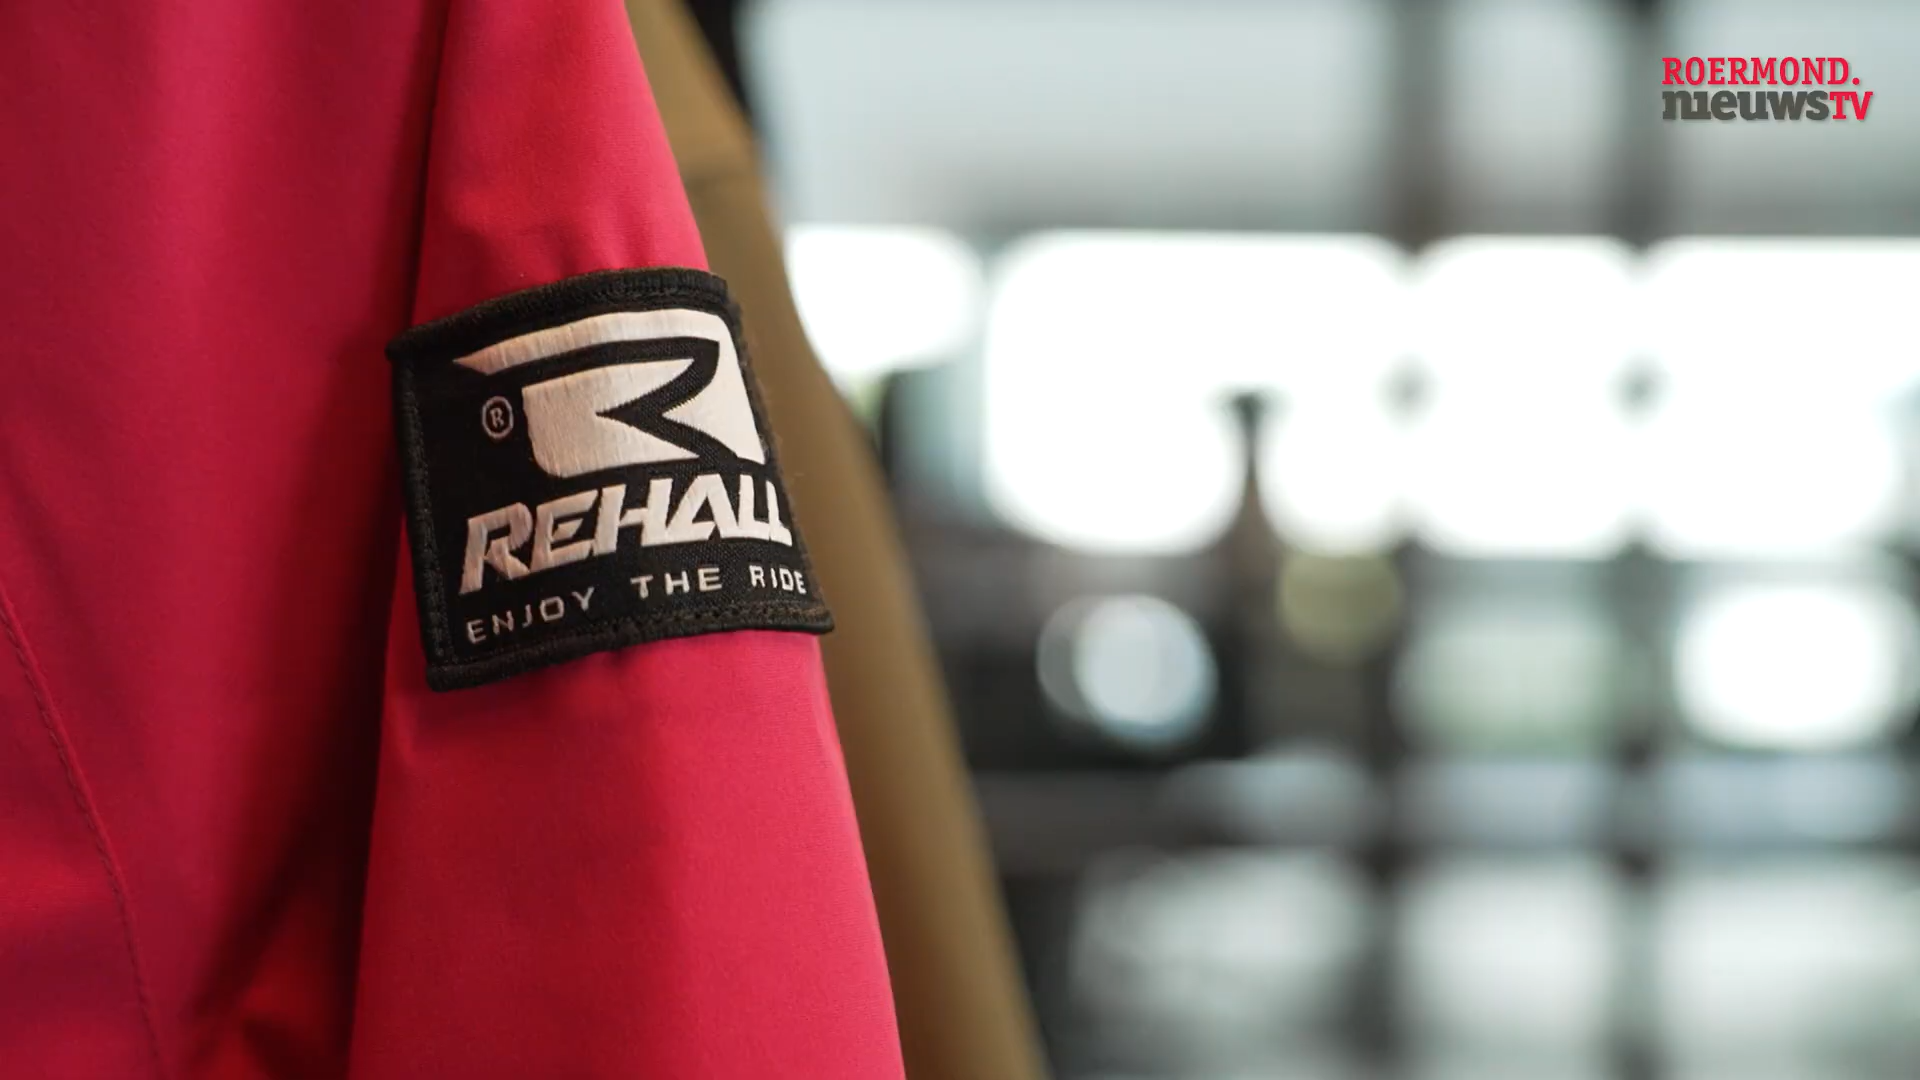 ROERMOND.
nieuwsTV
®
REHALL
ENJOY THE RIDE